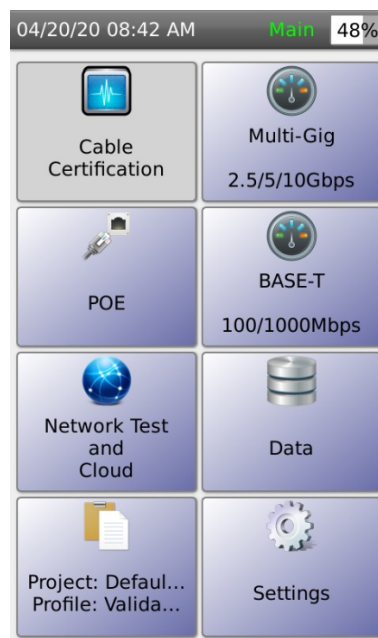 04/20/20 08:42 AM Main 48%
Cable
Certification
Multi-Gig
2.5/5/10Gbps
POE
BASE-T
100/1000Mbps
Network Test
and
Cloud
Data
Project: Defaul...
Profile: Valida...
Settings